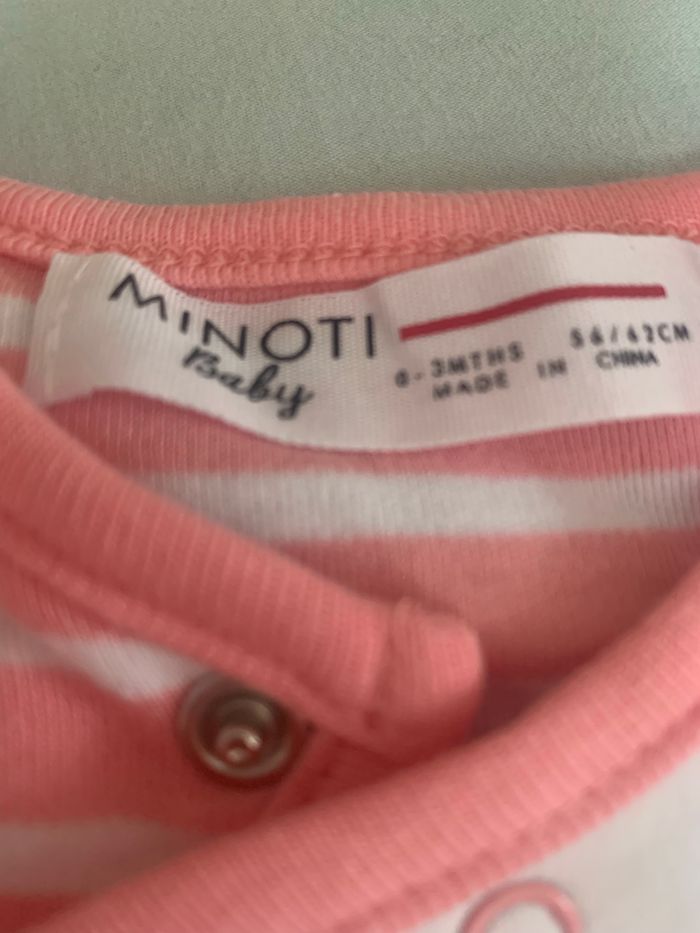 MINOTI
Baby
0-3MTHS 56/62CM
MADE IN CHINA